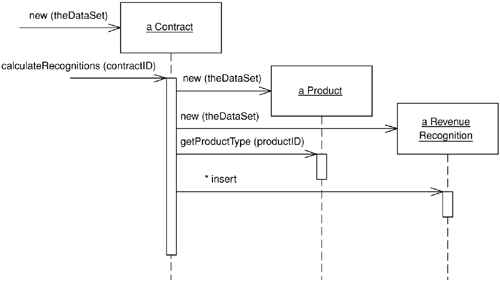 new (theDataSet)
a Contract
calculateRecognitions (contractID)
new (theDataSet)
a Product
new (theDataSet)
a Revenue
Recognition
getProductType (productID)
* insert